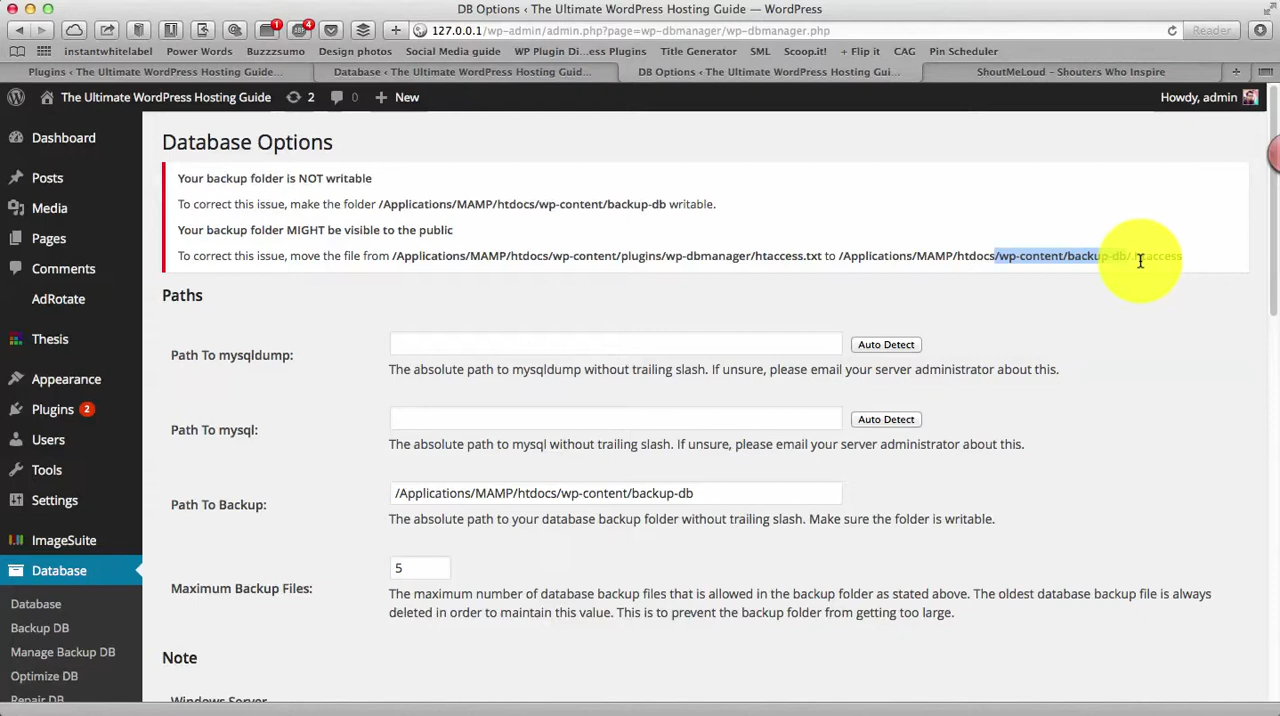 DB Options ‹ The Ultimate WordPress Hosting Guide — WordPress
1
4
127.0.0.1/wp-admin/admin.php?page=wp-dbmanager/wp-dbmanager.php
Reader
instantwhitelabel Power Words Buzzzsumo Design photos Social Media guide WP Plugin Di...ess Plugins Title Generator SML Scoopit! + Flip it CAG Pin Scheduler
Plugins ‹ The Ultimate WordPress Hosting Guide... Database ‹ The Ultimate WordPress Hosting Guid... DB Options ‹ The Ultimate WordPress Hosting Gui... ShoutMeLoud – Shouters Who Inspire
The Ultimate WordPress Hosting Guide 2 0 + New Howdy, admin
Dashboard
Posts
Media
Pages
Comments
AdRotate
Thesis
Appearance
Plugins 2
Users
Tools
Settings
ImageSuite
Database
Database
Backup DB
Manage Backup DB
Optimize DB
Repair DB
Database Options
Your backup folder is NOT writable
To correct this issue, make the folder /Applications/MAMP/htdocs/wp-content/backup-db writable.
Your backup folder MIGHT be visible to the public
To correct this issue, move the file from /Applications/MAMP/htdocs/wp-content/plugins/wp-dbmanager/htaccess.txt to /Applications/MAMP/htdocs/wp-content/backup-db/.htaccess
Paths
Path To mysqldump: Auto Detect
The absolute path to mysqldump without trailing slash. If unsure, please email your server administrator about this.
Path To mysql: Auto Detect
The absolute path to mysql without trailing slash. If unsure, please email your server administrator about this.
Path To Backup: /Applications/MAMP/htdocs/wp-content/backup-db
The absolute path to your database backup folder without trailing slash. Make sure the folder is writable.
Maximum Backup Files: 5
The maximum number of database backup files that is allowed in the backup folder as stated above. The oldest database backup file is always
deleted in order to maintain this value. This is to prevent the backup folder from getting too large.
Note
Windows Server